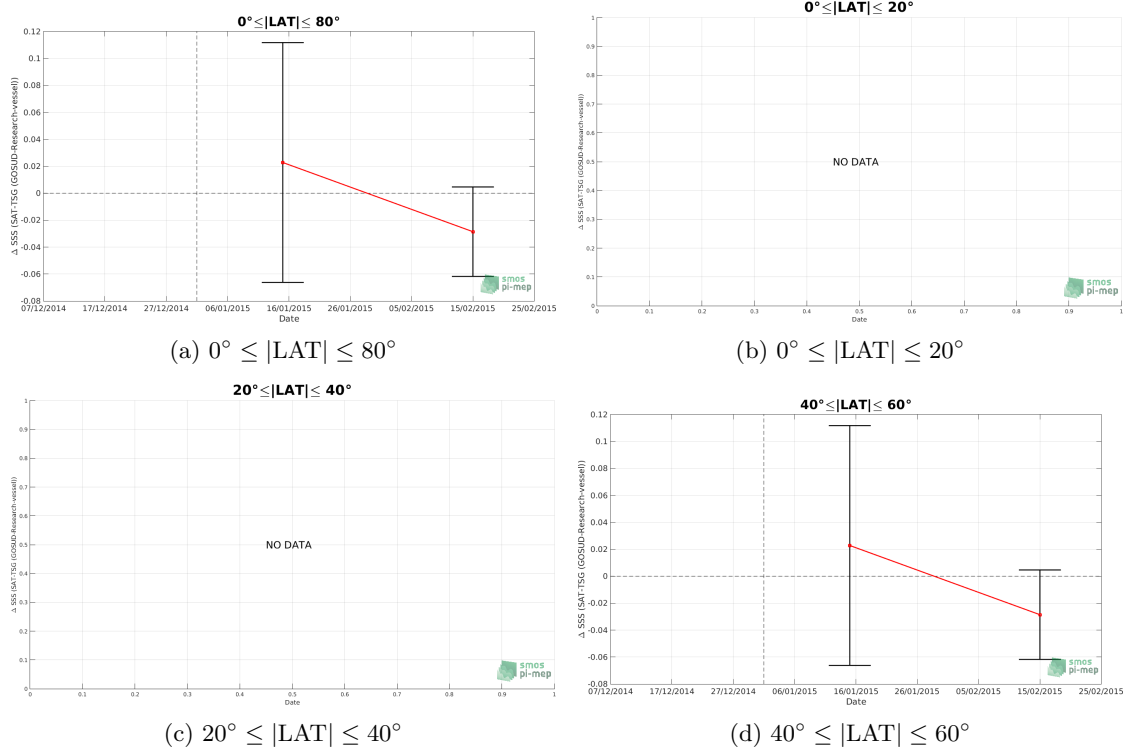 0°≤|LAT|≤ 80°
Δ SSS (SAT-TSG (GOSUD-Research-vessel))
0.12
0.1
0.08
0.06
0.04
0.02
0
-0.02
-0.04
-0.06
-0.08
07/12/2014 17/12/2014 27/12/2014 06/01/2015 16/01/2015 26/01/2015 05/02/2015 15/02/2015 25/02/2015
Date
smos
pi-mep
(a) 0° ≤ |LAT| ≤ 80°
0°≤|LAT|≤ 20°
Δ SSS (SAT-TSG (GOSUD-Research-vessel))
1
0.9
0.8
0.7
0.6
0.5
0.4
0.3
0.2
0.1
0
NO DATA
0 0.1 0.2 0.3 0.4 0.5 0.6 0.7 0.8 0.9 1
Date
smos
pi-mep
(b) 0° ≤ |LAT| ≤ 20°
20°≤|LAT|≤ 40°
Δ SSS (SAT-TSG (GOSUD-Research-vessel))
1
0.9
0.8
0.7
0.6
0.5
0.4
0.3
0.2
0.1
0
NO DATA
0 0.1 0.2 0.3 0.4 0.5 0.6 0.7 0.8 0.9 1
Date
smos
pi-mep
(c) 20° ≤ |LAT| ≤ 40°
40°≤|LAT|≤ 60°
Δ SSS (SAT-TSG (GOSUD-Research-vessel))
0.12
0.1
0.08
0.06
0.04
0.02
0
-0.02
-0.04
-0.06
-0.08
07/12/2014 17/12/2014 27/12/2014 06/01/2015 16/01/2015 26/01/2015 05/02/2015 15/02/2015 25/02/2015
Date
smos
pi-mep
(d) 40° ≤ |LAT| ≤ 60°